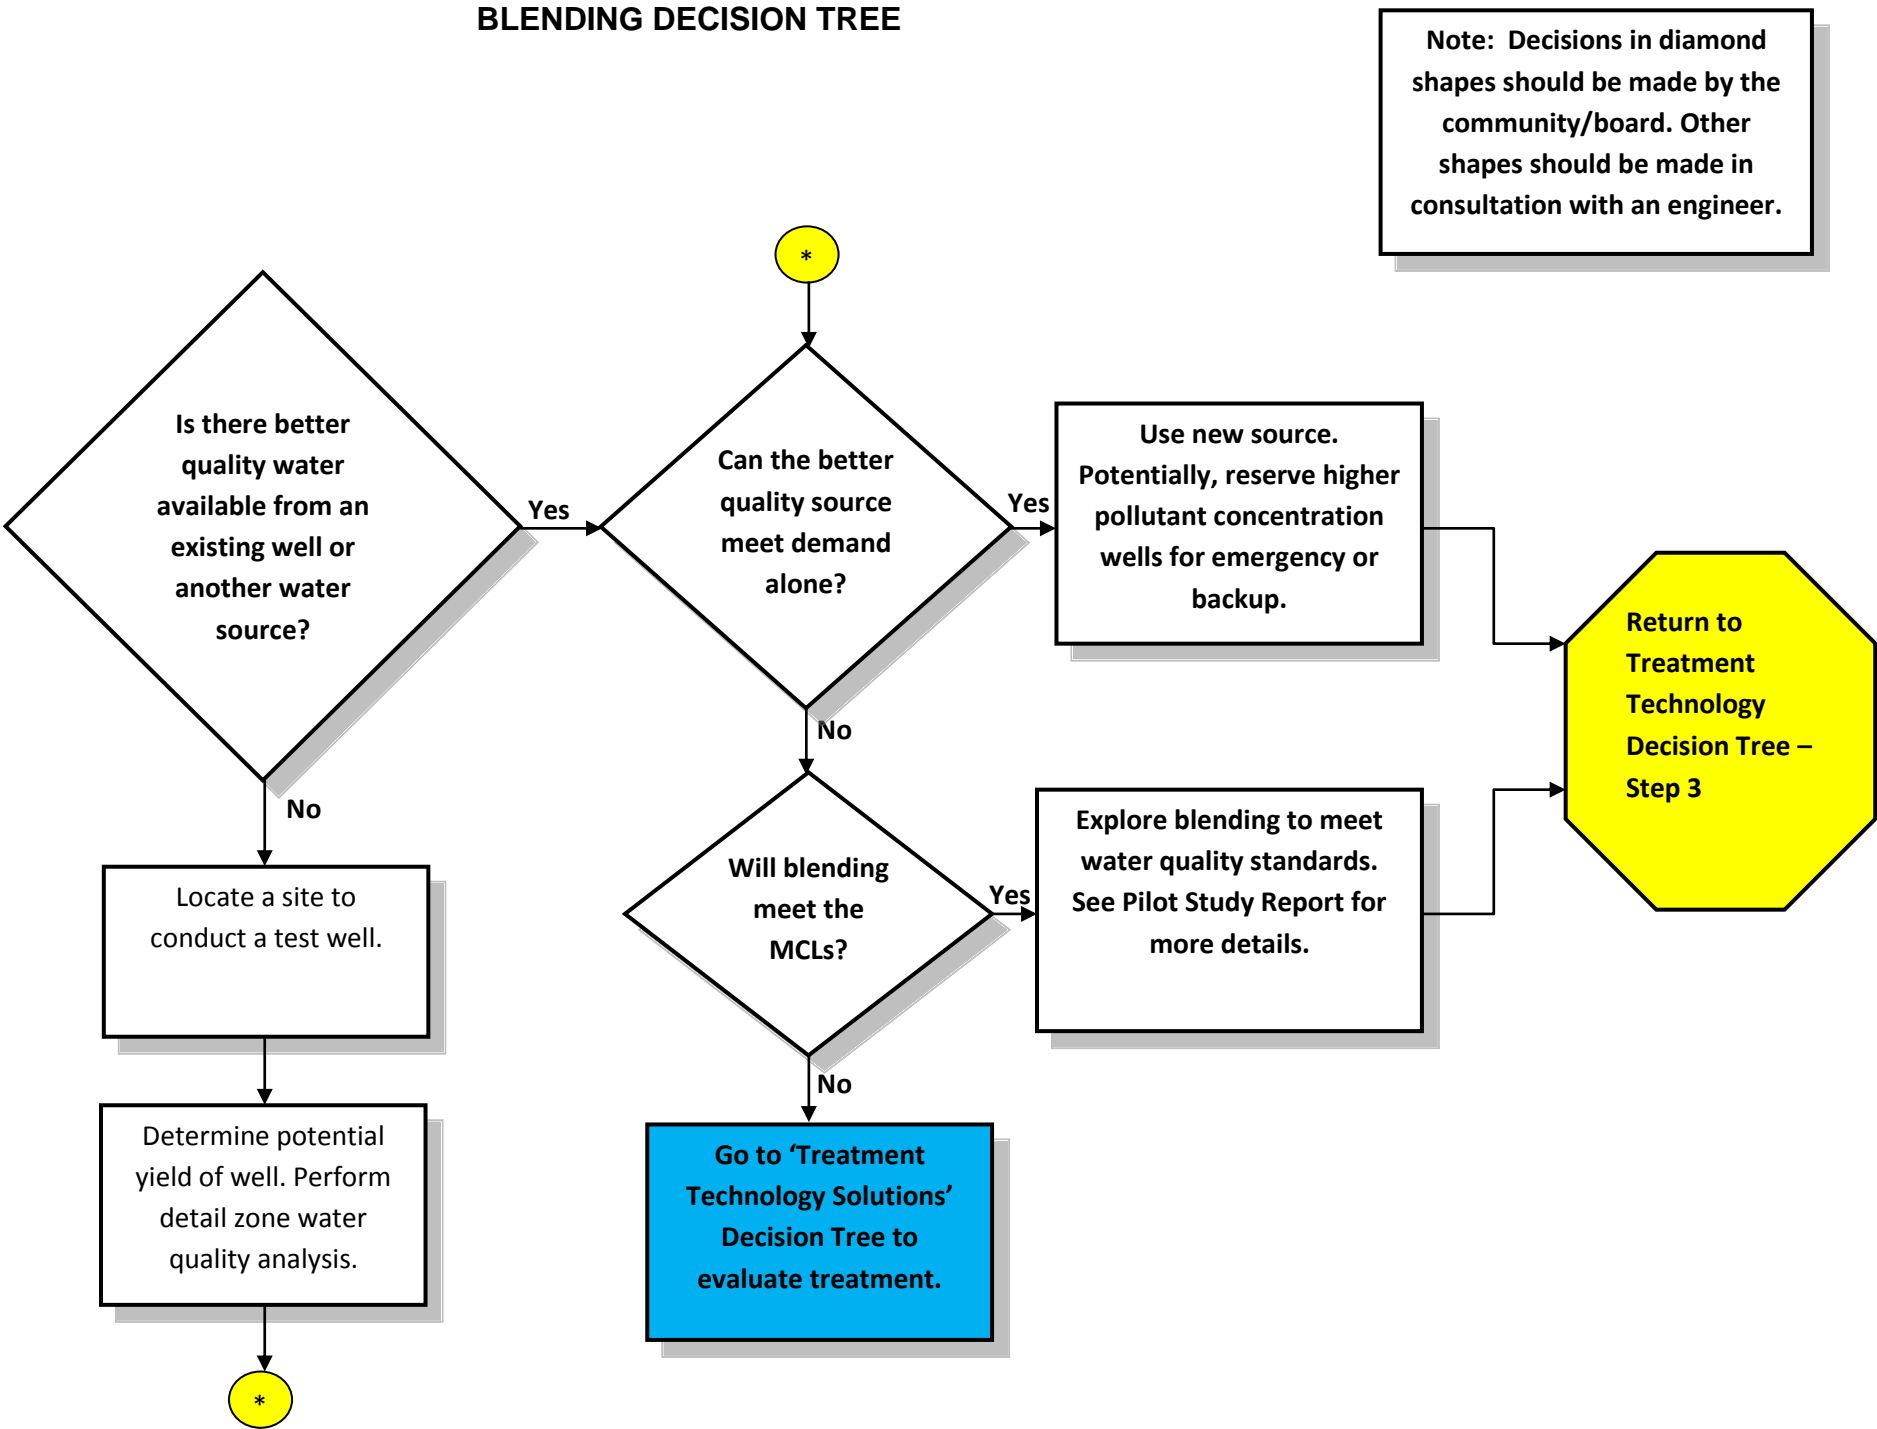 BLENDING DECISION TREE
Note:  Decisions in diamond
shapes should be made by the
community/board. Other
shapes should be made in
consultation with an engineer.
*
Is there better
quality water
available from an
existing well or
another water
source?
Yes
No
Can the better
quality source
meet demand
alone?
Yes
No
Use new source.
Potentially, reserve higher
pollutant concentration
wells for emergency or
backup.
Return to
Treatment
Technology
Decision Tree –
Step 3
Will blending
meet the
MCLs?
Yes
No
Explore blending to meet
water quality standards.
See Pilot Study Report for
more details.
Locate a site to
conduct a test well.
Determine potential
yield of well. Perform
detail zone water
quality analysis.
*
Go to ‘Treatment
Technology Solutions’
Decision Tree to
evaluate treatment.